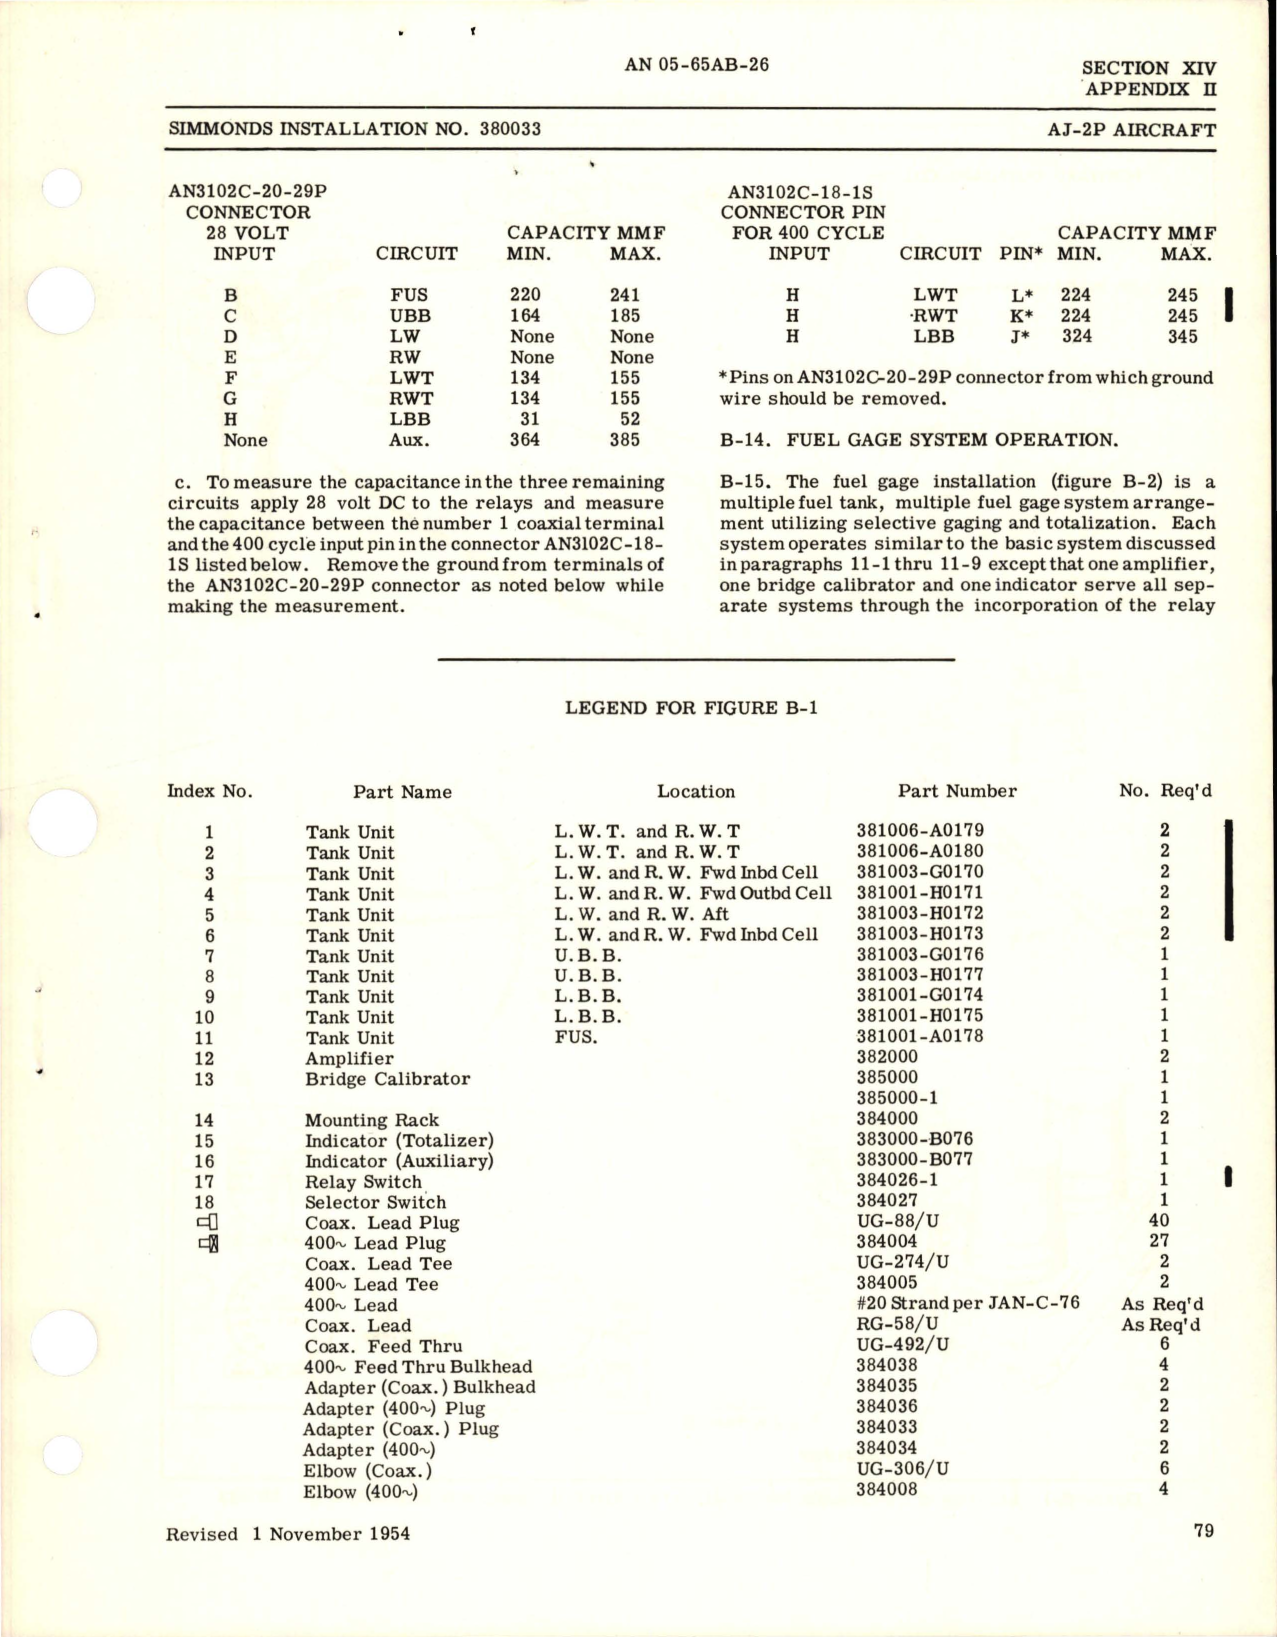 AN 05-65AB-26
SECTION XIV
APPENDIX II
SIMMONDS INSTALLATION NO. 380033 AJ-2P AIRCRAFT
AN3102C-20-29P
CONNECTOR
28 VOLT CAPACITY MMF
INPUT CIRCUIT MIN. MAX.
B FUS 220 241
C UBB 164 185
D LW None None
E RW None None
F LWT 134 155
G RWT 134 155
H LBB 31 52
None Aux. 364 385
c. To measure the capacitance in the three remaining
circuits apply 28 volt DC to the relays and measure
the capacitance between the number 1 coaxial terminal
and the 400 cycle input pin in the connector AN3102C-18-
1S listed below. Remove the ground from terminals of
the AN3102C-20-29P connector as noted below while
making the measurement.
AN3102C-18-1S
CONNECTOR PIN
FOR 400 CYCLE CAPACITY MMF
INPUT CIRCUIT PIN* MIN. MAX.
H LWT L* 224 245
H RWT K* 224 245
H LBB J* 324 345
*Pins on AN3102C-20-29P connector from which ground
wire should be removed.
B-14. FUEL GAGE SYSTEM OPERATION.
B-15. The fuel gage installation (figure B-2) is a
multiple fuel tank, multiple fuel gage system arrange-
ment utilizing selective gaging and totalization. Each
system operates similar to the basic system discussed
in paragraphs 11-1 thru 11-9 except that one amplifier,
one bridge calibrator and one indicator serve all sep-
arate systems through the incorporation of the relay
LEGEND FOR FIGURE B-1
Index No. Part Name Location Part Number No. Req'd
1 Tank Unit L.W.T. and R.W.T 381006-A0179 2
2 Tank Unit L.W.T. and R.W.T 381006-A0180 2
3 Tank Unit L.W. and R.W. Fwd Inbd Cell 381003-G0170 2
4 Tank Unit L.W. and R.W. Fwd Outbd Cell 381001-H0171 2
5 Tank Unit L.W. and R.W. Aft 381003-H0172 2
6 Tank Unit L.W. and R.W. Fwd Inbd Cell 381003-H0173 2
7 Tank Unit U.B.B. 381003-G0176 1
8 Tank Unit U.B.B. 381003-H0177 1
9 Tank Unit L.B.B. 381001-G0174 1
10 Tank Unit L.B.B. 381001-H0175 1
11 Tank Unit FUS. 381001-A0178 1
12 Amplifier 382000 2
13 Bridge Calibrator 385000 1
385000-1 1
14 Mounting Rack 384000 2
15 Indicator (Totalizer) 383000-B076 1
16 Indicator (Auxiliary) 383000-B077 1
17 Relay Switch 384026-1 1
18 Selector Switch 384027 1
Coax. Lead Plug UG-88/U 40
400~ Lead Plug 384004 27
Coax. Lead Tee UG-274/U 2
400~ Lead Tee 384005 2
400~ Lead #20 Strand per JAN-C-76 As Req'd
Coax. Lead RG-58/U As Req'd
Coax. Feed Thru UG-492/U 6
400~ Feed Thru Bulkhead 384038 4
Adapter (Coax.) Bulkhead 384035 2
Adapter (400~) Plug 384036 2
Adapter (Coax.) Plug 384033 2
Adapter (400~) 384034 2
Elbow (Coax.) UG-306/U 6
Elbow (400~) 384008 4
Revised 1 November 1954 79